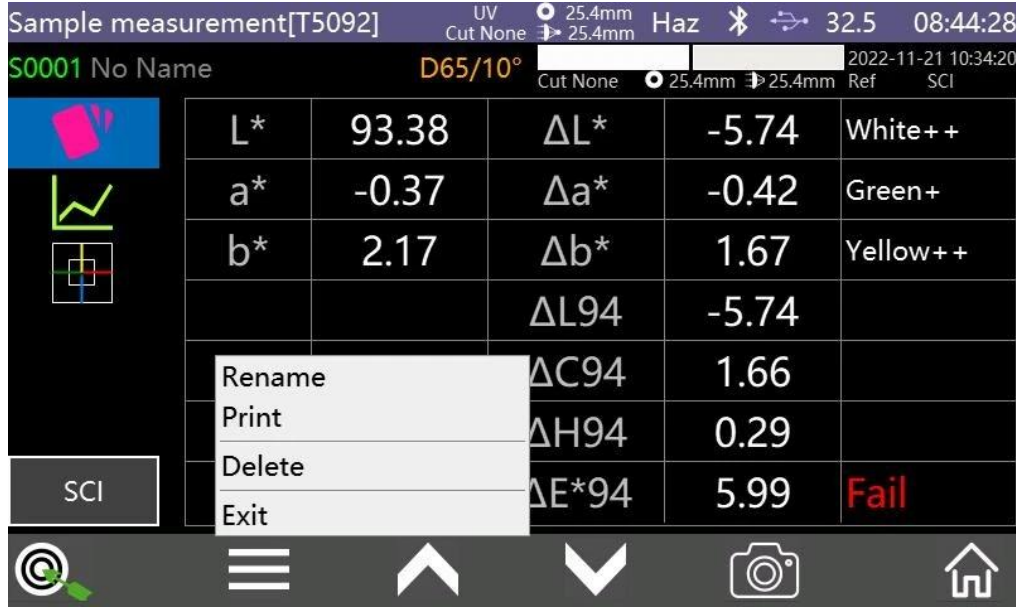 Sample measurement[T5092] UV Cut None 25.4mm 25.4mm Haz 32.5 08:44:28
S0001 No Name D65/10° Cut None 25.4mm 25.4mm 2022-11-21 10:34:20 Ref SCI
L* 93.38 ΔL* -5.74 White++
a* -0.37 Δa* -0.42 Green+
b* 2.17 Δb* 1.67 Yellow++
ΔL94 -5.74
ΔC94 1.66
ΔH94 0.29
ΔE*94 5.99 Fail
Rename
Print
Delete
Exit
SCI